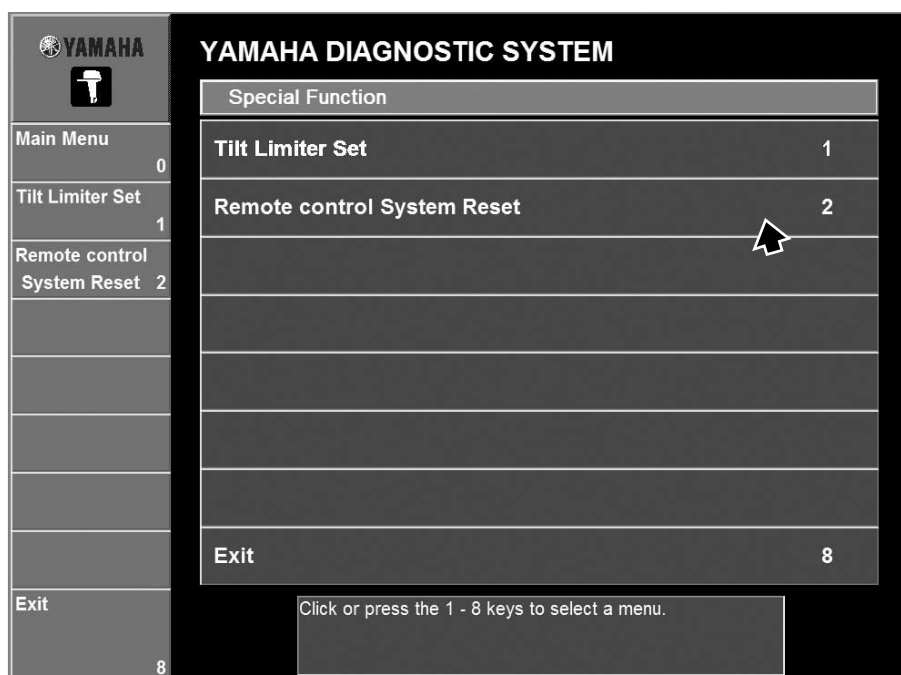 YAMAHA
YAMAHA DIAGNOSTIC SYSTEM
Special Function
Main Menu
0
Tilt Limiter Set
1
Remote control
System Reset 2
Exit
8
Tilt Limiter Set 1
Remote control System Reset 2
Exit 8
Click or press the 1 - 8 keys to select a menu.